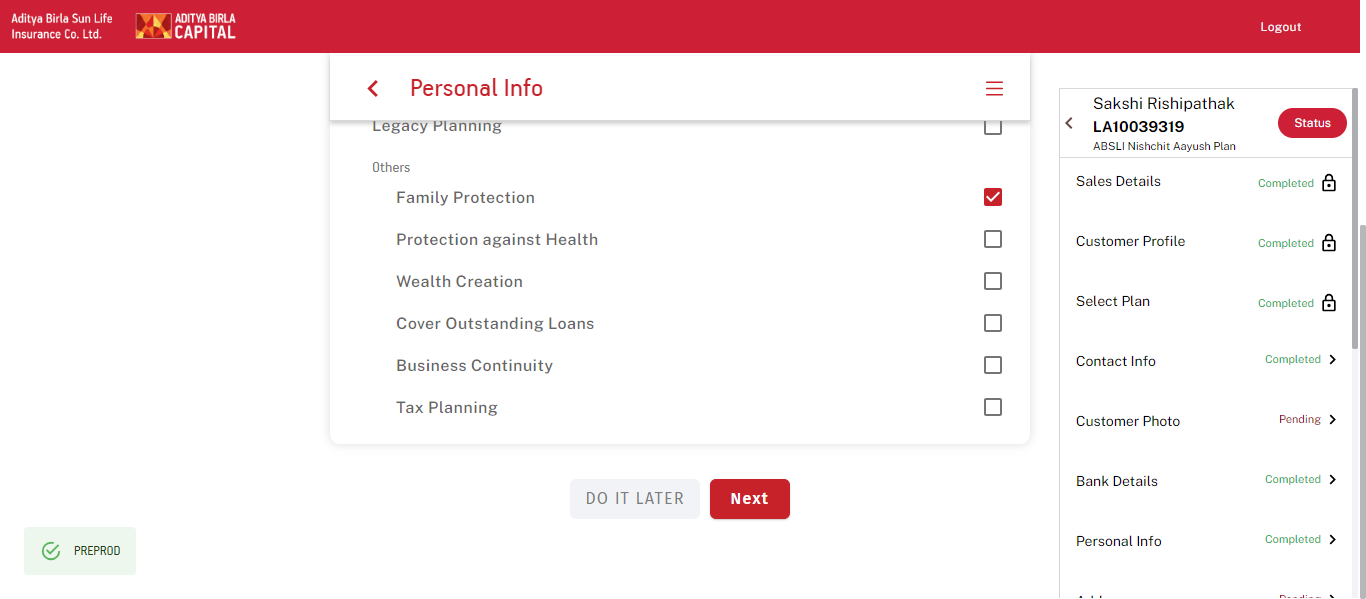 Aditya Birla Sun Life
Insurance Co. Ltd.
ADITYA BIRLA
CAPITAL
Logout
Personal Info
Legacy Planning
Others
Family Protection
Protection against Health
Wealth Creation
Cover Outstanding Loans
Business Continuity
Tax Planning
DO IT LATER
Next
PREPROD
Sakshi Rishipathak
LA10039319
ABSLI Nishchit Aayush Plan
Status
Sales Details Completed
Customer Profile Completed
Select Plan Completed
Contact Info Completed
Customer Photo Pending
Bank Details Completed
Personal Info Completed
Pending